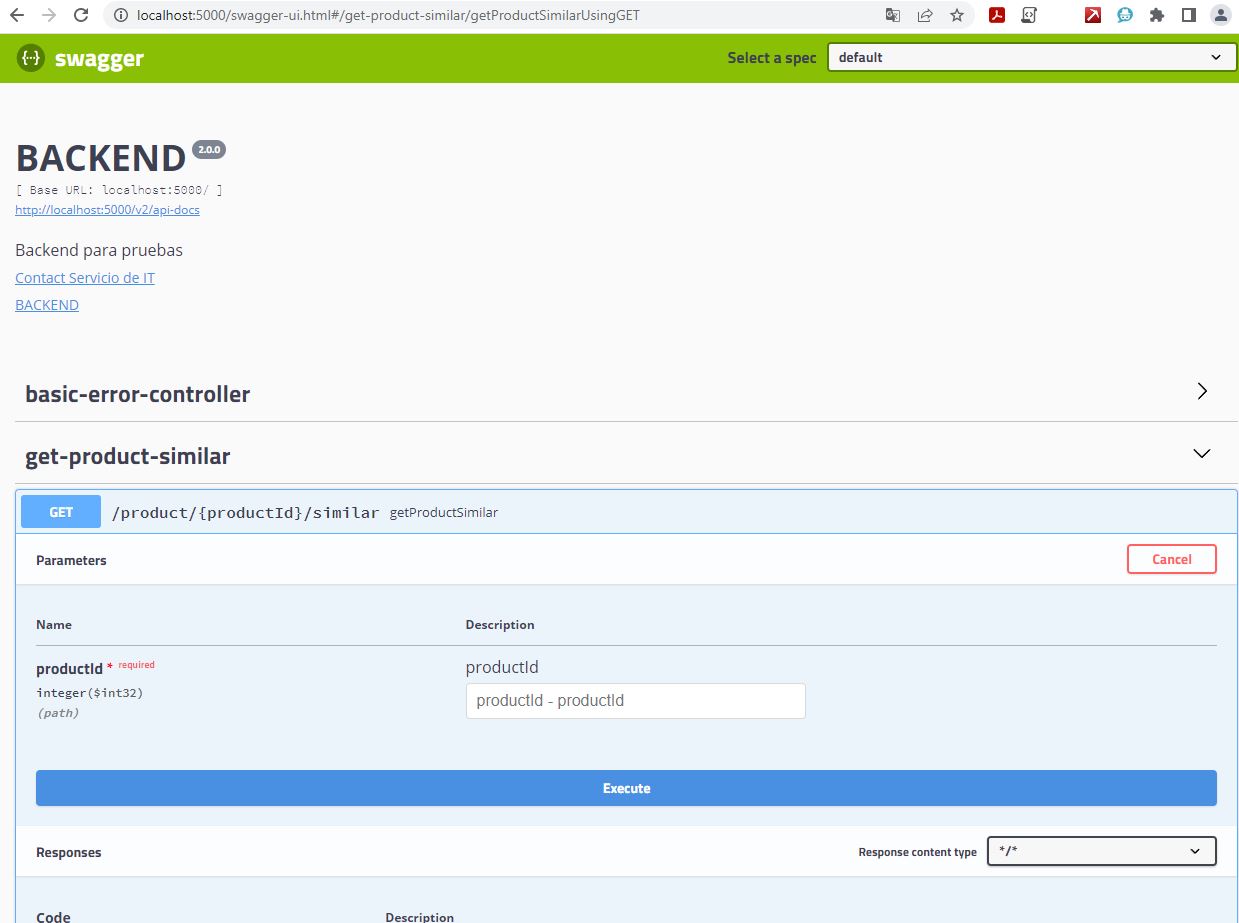 localhost:5000/swagger-ui.html#/get-product-similar/getProductSimilarUsingGET
{··} swagger
Select a spec
default
BACKEND 2.0.0
[ Base URL: localhost:5000/ ]
http://localhost:5000/v2/api-docs
Backend para pruebas
Contact Servicio de IT
BACKEND
basic-error-controller
get-product-similar
GET /product/{productId}/similar getProductSimilar
Parameters
Cancel
Name Description
productId * required
integer($int32)
(path)
productId
productId - productId
Execute
Responses
Response content type
*/*
Code Description